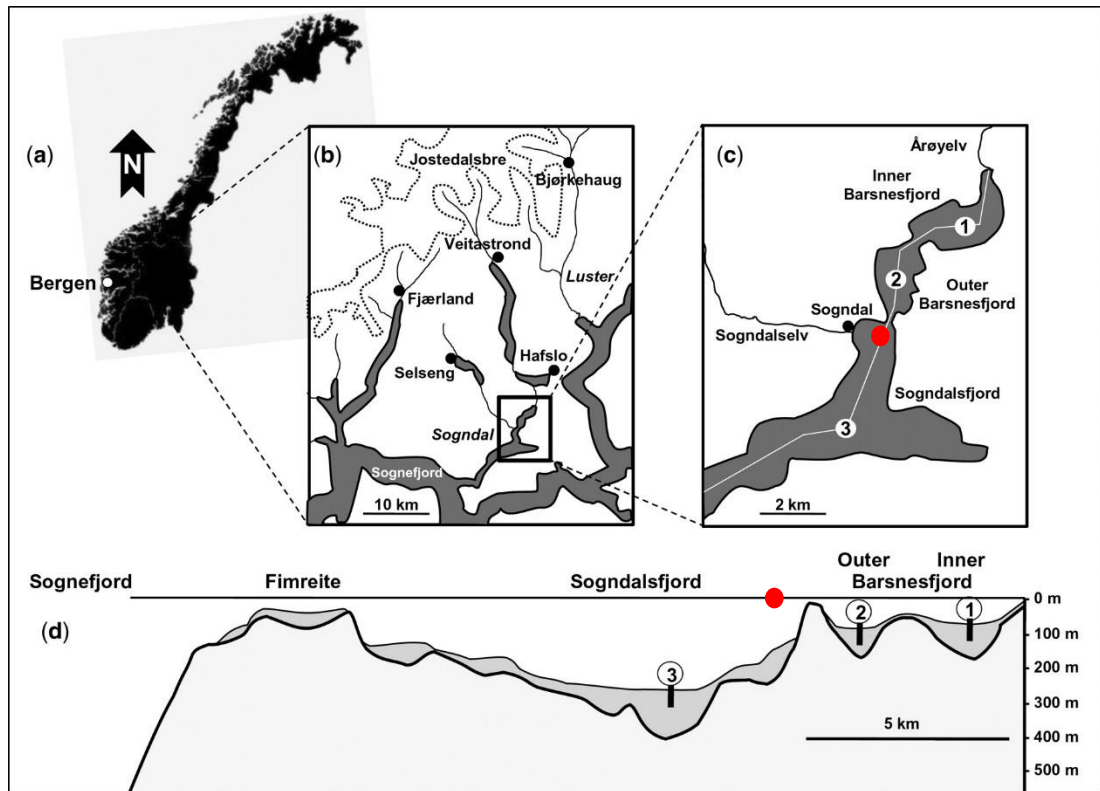 (a)
N
Bergen
(b)
Jostedalsbre
Bjørkehaug
Veitastrond
Luster
Fjærland
Hafslo
Selseng
Sogndal
Sognefjord
10 km
(c)
Årøyelv
Inner
Barsnesfjord
1
2
Outer
Barsnesfjord
Sogndal
Sogndalselv
Sogndalsfjord
3
2 km
Sognefjord
Fimreite
Sogndalsfjord
Outer
Inner
Barsnesfjord
(d)
3
2
1
0 m
100 m
200 m
300 m
400 m
500 m
5 km